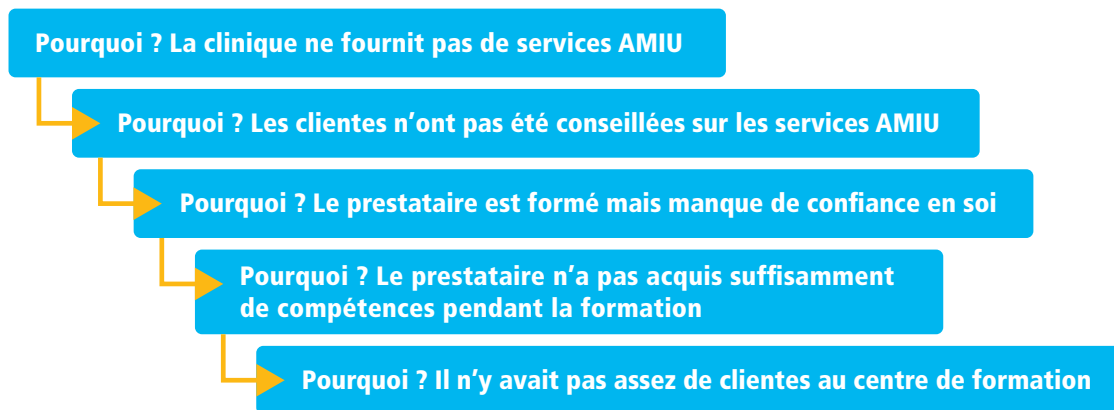 Pourquoi ? La clinique ne fournit pas de services AMIU
Pourquoi ? Les clientes n’ont pas été conseillées sur les services AMIU
Pourquoi ? Le prestataire est formé mais manque de confiance en soi
Pourquoi ? Le prestataire n’a pas acquis suffisamment
de compétences pendant la formation
Pourquoi ? Il n’y avait pas assez de clientes au centre de formation